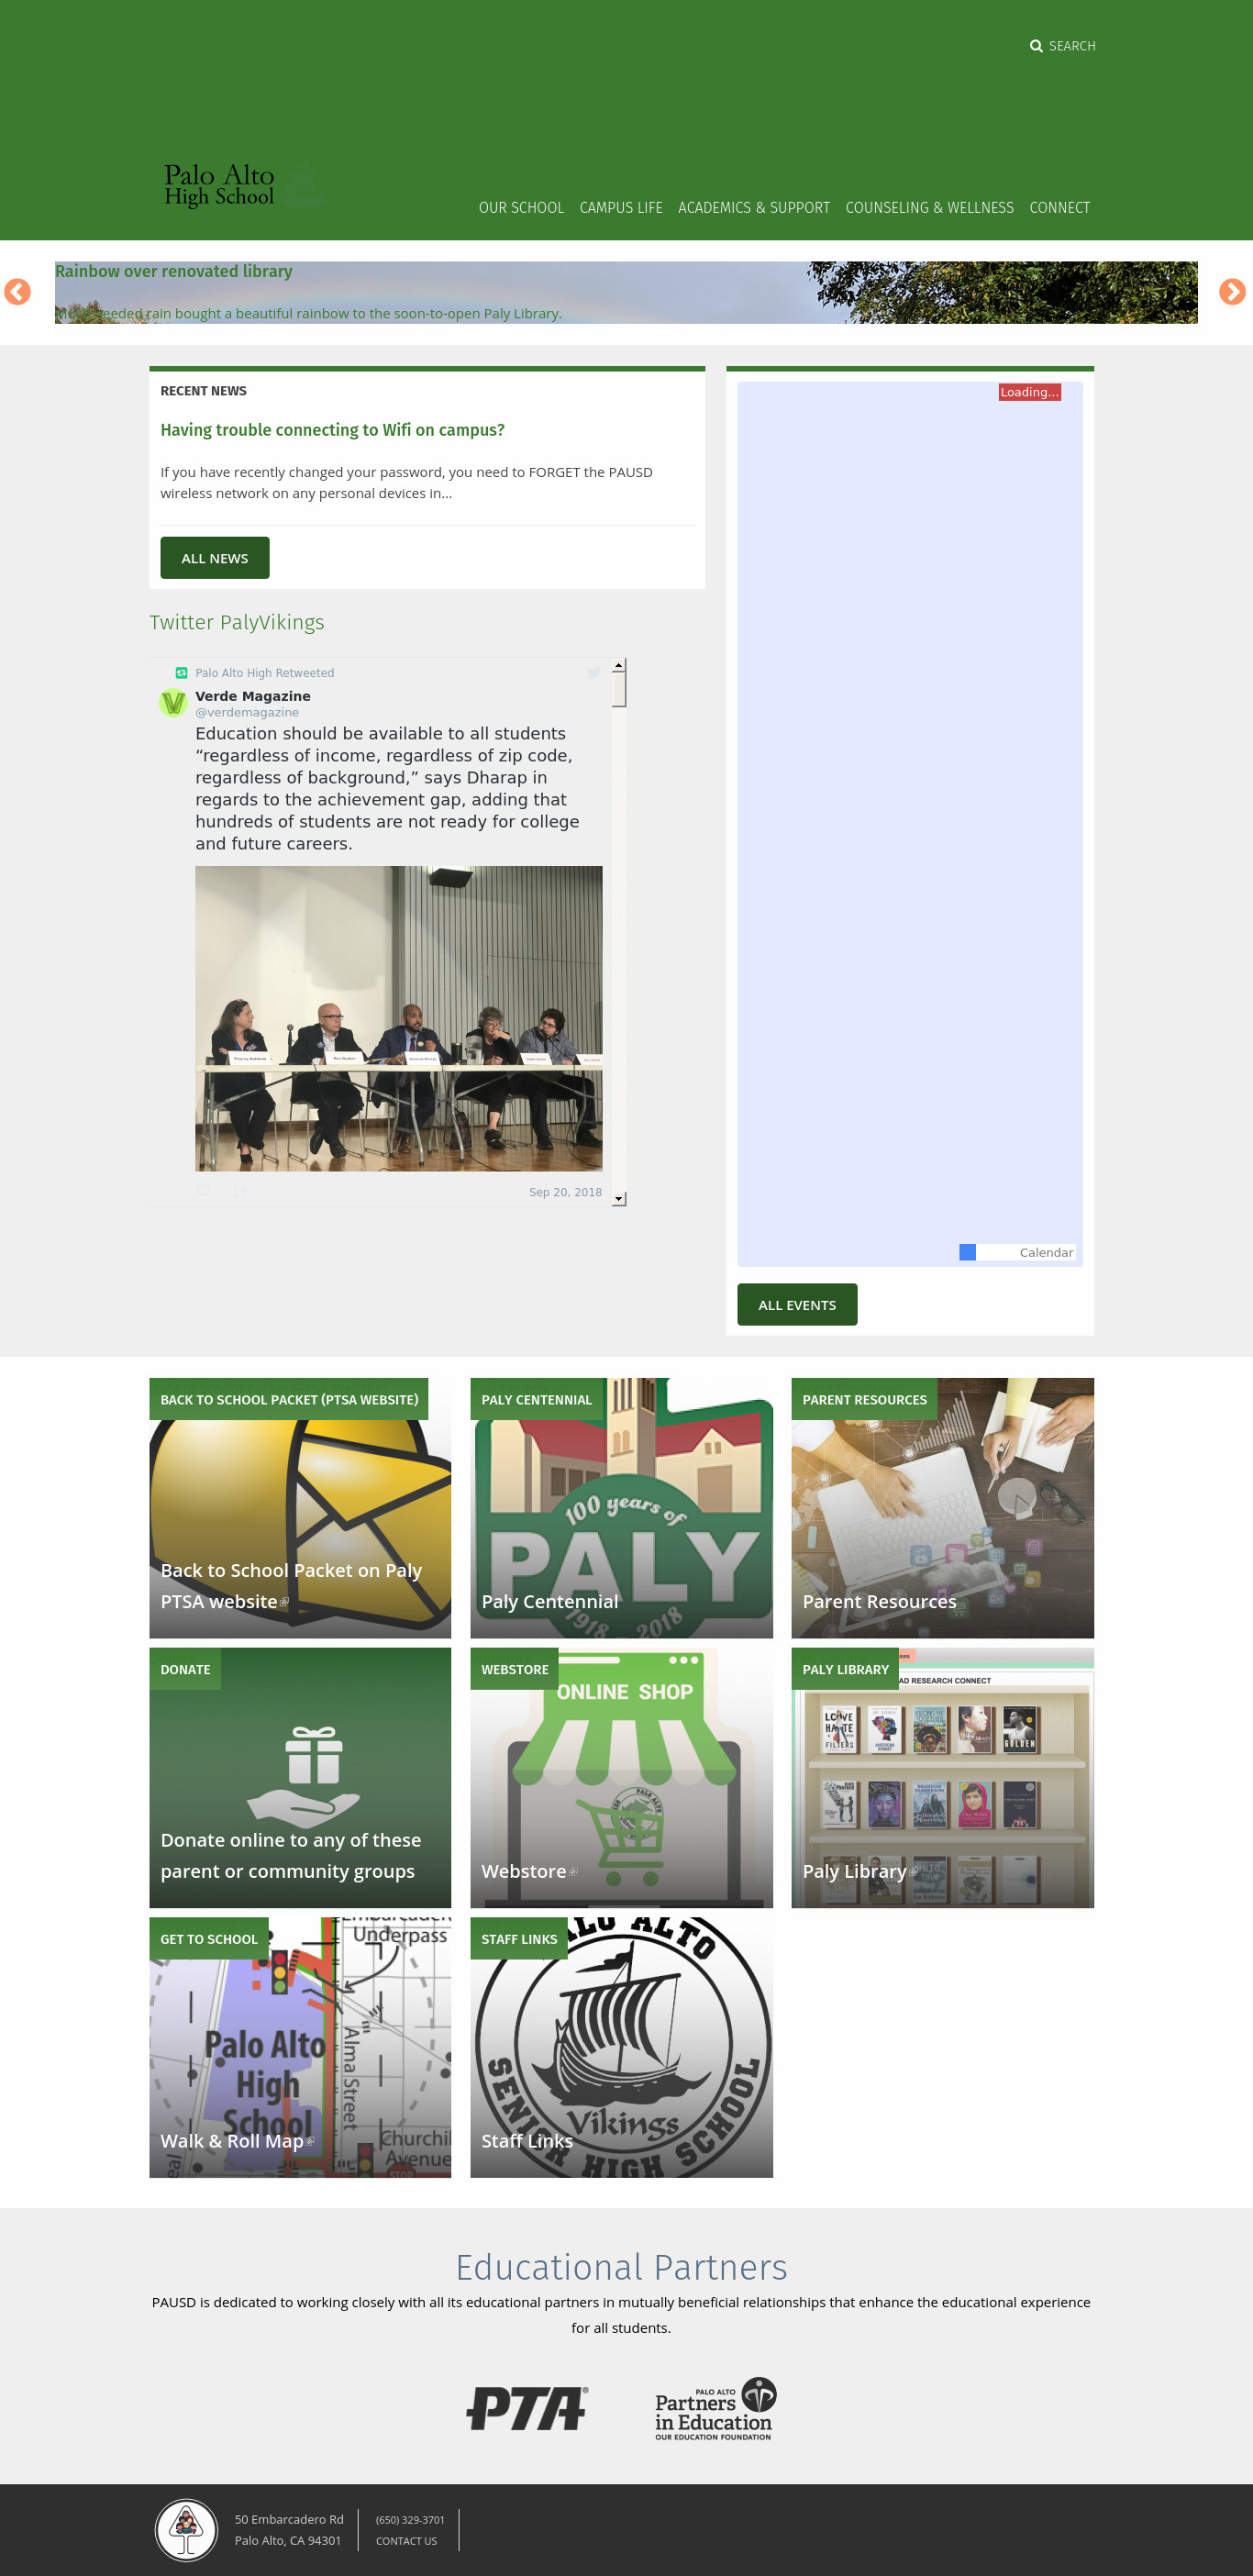 SEARCH
Palo Alto
High School
OUR SCHOOL CAMPUS LIFE ACADEMICS & SUPPORT COUNSELING & WELLNESS CONNECT
Rainbow over renovated library
rain bought a beautiful rainbow to the soon-to-open Paly Library.
RECENT NEWS
Having trouble connecting to Wifi on campus?
If you have recently changed your password, you need to FORGET the PAUSD
wireless network on any personal devices in...
ALL NEWS
Twitter PalyVikings
Palo Alto High Retweeted
Verde Magazine
@verdemagazine
Education should be available to all students
“regardless of income, regardless of zip code,
regardless of background,” says Dharap in
regards to the achievement gap, adding that
hundreds of students are not ready for college
and future careers.
Sep 20, 2018
Loading...
Calendar
ALL EVENTS
BACK TO SCHOOL PACKET (PTSA WEBSITE)
Back to School Packet on Paly
PTSA website
PALY CENTENNIAL
100 years of
PALY
1918 - 2018
Paly Centennial
PARENT RESOURCES
Parent Resources
DONATE
Donate online to any of these
parent or community groups
WEBSTORE
ONLINE SHOP
Webstore
PALY LIBRARY
AD RESEARCH CONNECT
Paly Library
GET TO SCHOOL
Underpass
Palo Alto
High
School
Alma Street
Walk & Roll Map
STAFF LINKS
PALO ALTO
Vikings
SENIOR HIGH SCHOOL
Staff Links
Educational Partners
PAUSD is dedicated to working closely with all its educational partners in mutually beneficial relationships that enhance the educational experience
for all students.
PTA®
PALO ALTO
Partners
in Education
OUR EDUCATION FOUNDATION
50 Embarcadero Rd
Palo Alto, CA 94301
(650) 329-3701
CONTACT US